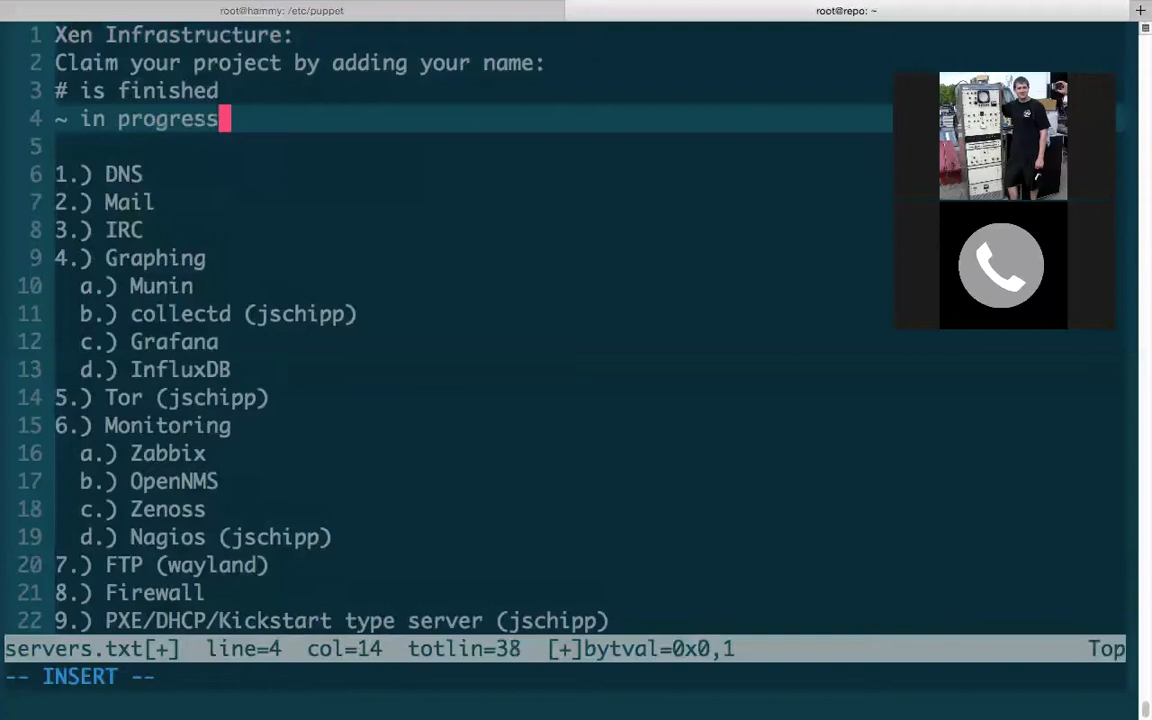 root@hammy: /etc/puppet
root@repo: ~
+
1 Xen Infrastructure:
2 Claim your project by adding your name:
3 # is finished
4 ~ in progress
5
6 1.) DNS
7 2.) Mail
8 3.) IRC
9 4.) Graphing
10 a.) Munin
11 b.) collectd (jschipp)
12 c.) Grafana
13 d.) InfluxDB
14 5.) Tor (jschipp)
15 6.) Monitoring
16 a.) Zabbix
17 b.) OpenNMS
18 c.) Zenoss
19 d.) Nagios (jschipp)
20 7.) FTP (wayland)
21 8.) Firewall
22 9.) PXE/DHCP/Kickstart type server (jschipp)
servers.txt[+] line=4 col=14 totlin=38 [+]bytval=0x0,1 Top
-- INSERT --